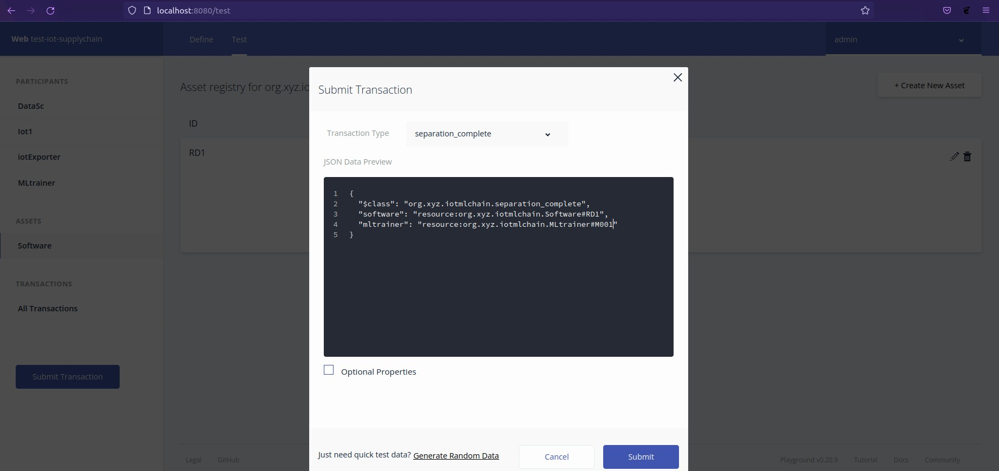 localhost:8080/test
Web test-iot-supplychain
Define
Test
admin
PARTICIPANTS
DataSc
Iot1
iotExporter
MLtrainer
ASSETS
Software
TRANSACTIONS
All Transactions
Submit Transaction
Asset registry for org.xyz.io
+ Create New Asset
ID
RD1
Submit Transaction
Transaction Type
separation_complete
JSON Data Preview
1 {
2 "$class": "org.xyz.iotmlchain.separation_complete",
3 "software": "resource:org.xyz.iotmlchain.Software#RD1",
4 "mltrainer": "resource:org.xyz.iotmlchain.MLtrainer#M001"
5 }
Optional Properties
Just need quick test data? Generate Random Data
Cancel
Submit
Legal
GitHub
Playground v0.20.9
Tutorial
Docs
Community